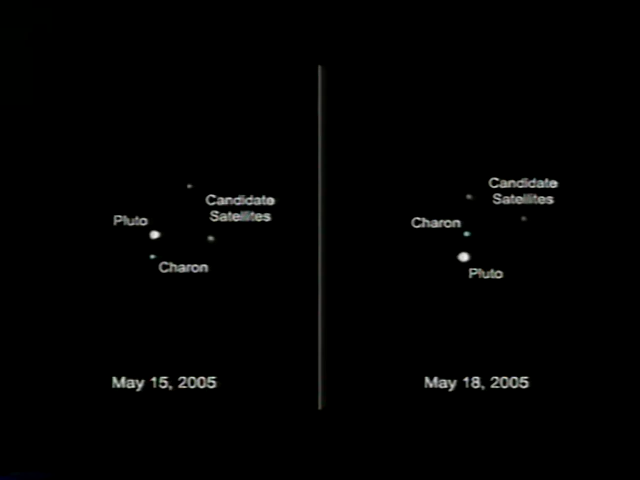 Candidate
Satellites
Pluto
Charon
May 15, 2005
Candidate
Satellites
Charon
Pluto
May 18, 2005